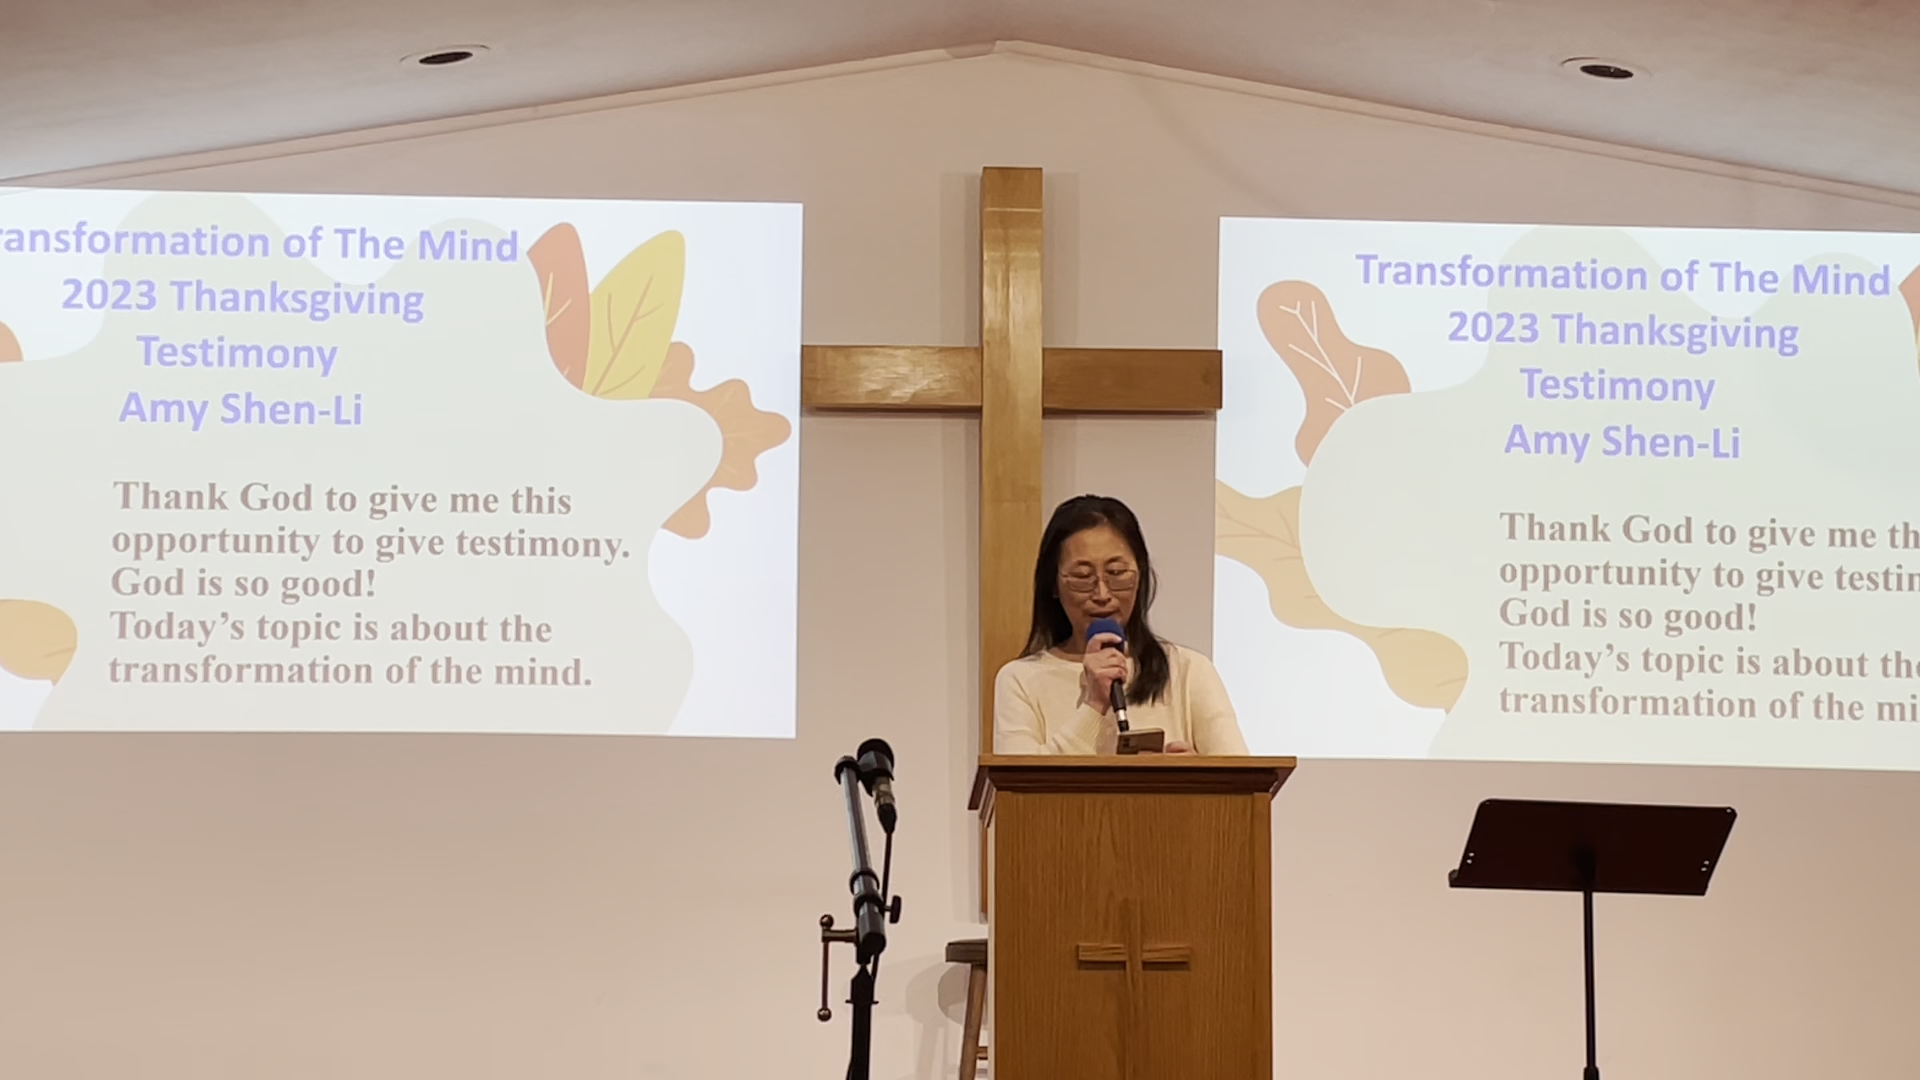 ransformation of The Mind
2023 Thanksgiving
Testimony
Amy Shen-Li
Thank God to give me this
opportunity to give testimony.
God is so good!
Today’s topic is about the
transformation of the mind.
Transformation of The Mind
2023 Thanksgiving
Testimony
Amy Shen-Li
Thank God to give me th
opportunity to give testim
God is so good!
Today’s topic is about the
transformation of the mi